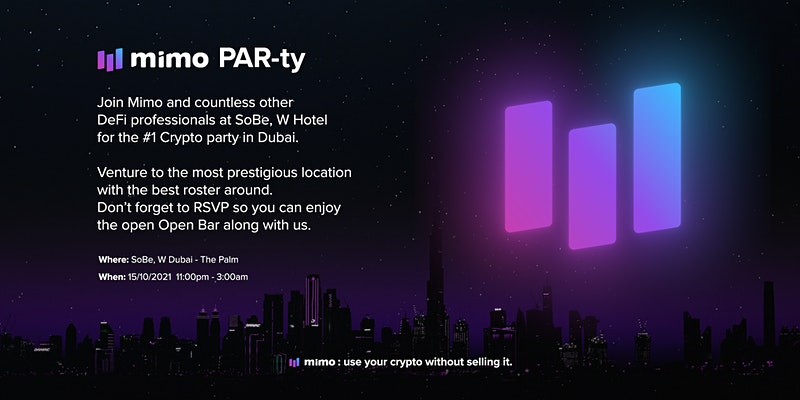 mimo PAR-ty
Join Mimo and countless other
DeFi professionals at SoBe, W Hotel
for the #1 Crypto party in Dubai.
Venture to the most prestigious location
with the best roster around.
Don't forget to RSVP so you can enjoy
the open Open Bar along with us.
Where: SoBe, W Dubai - The Palm
When: 15/10/2021 11:00pm - 3:00am
mimo : use your crypto without selling it.